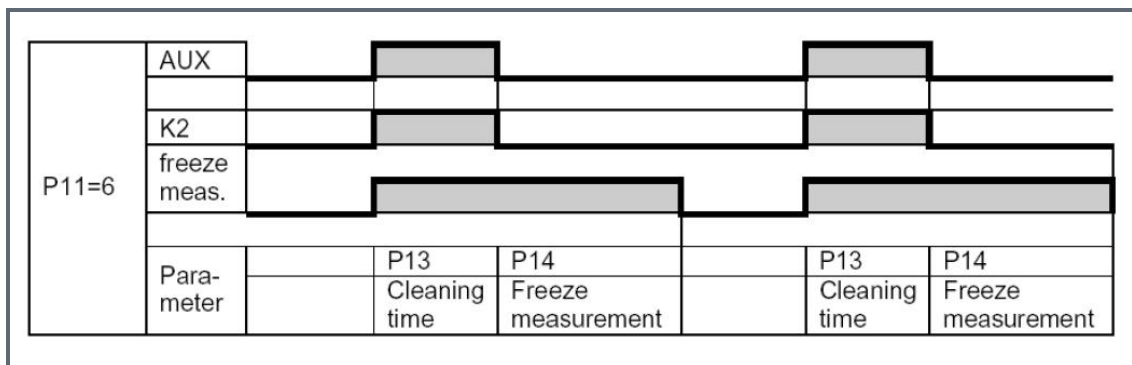 AUX
K2
P11=6
freeze
meas.
Para-
meter
P13
P14
P13
P14
Cleaning
time
Freeze
measurement
Cleaning
time
Freeze
measurement